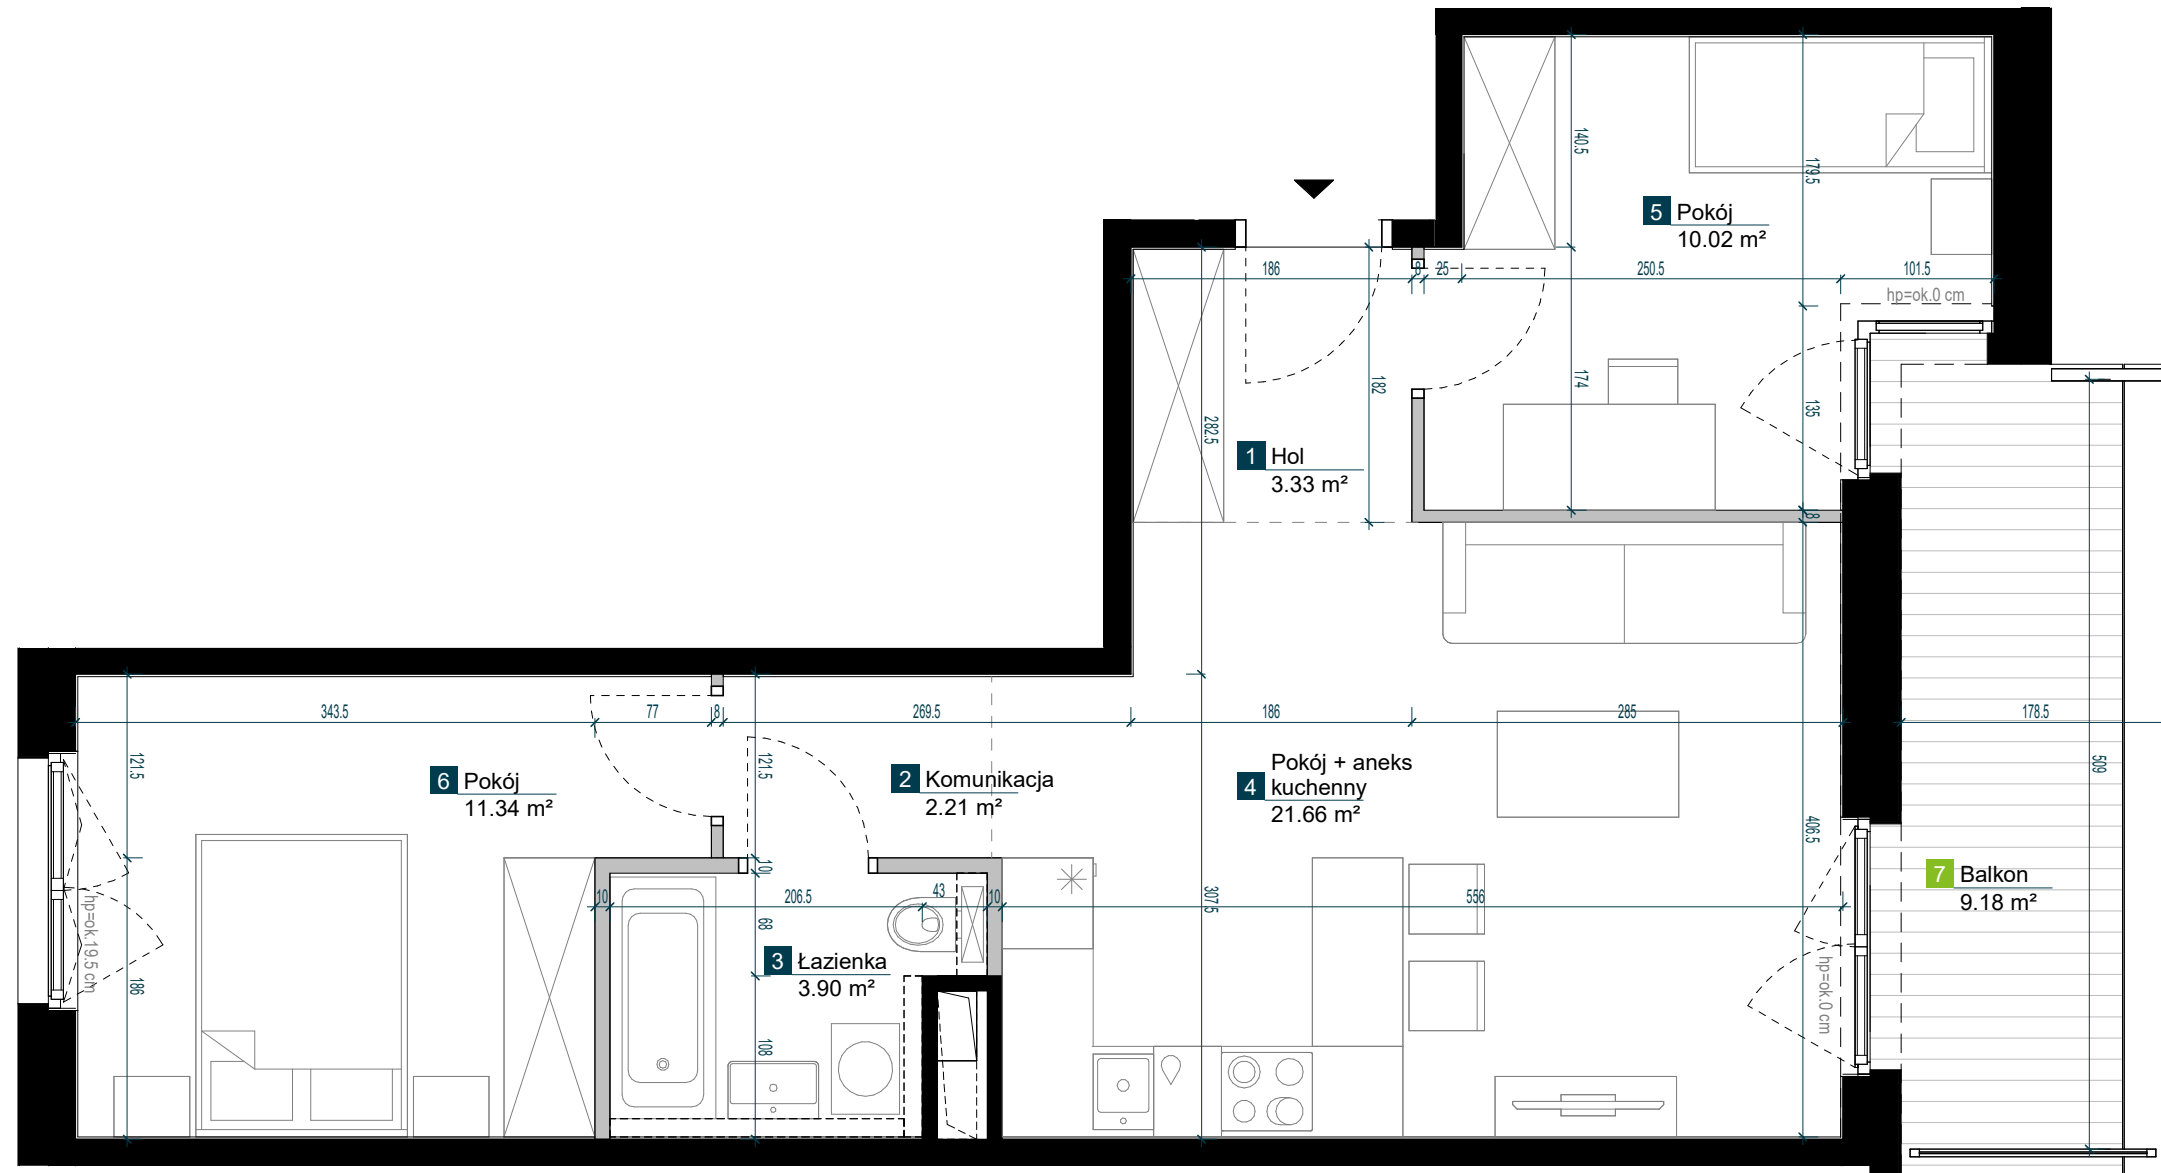 140.5
179.5
5 Pokój
10.02 m²
186
8
25
250.5
101.5
hp=ok.0 cm
182
174
135
282.5
1 Hol
3.33 m²
8
343.5
77
8
269.5
186
285
178.5
121.5
121.5
509
6 Pokój
11.34 m²
2 Komunikacja
2.21 m²
4 Pokój + aneks
kuchenny
21.66 m²
406.5
10
7 Balkon
9.18 m²
10
206.5
43
10
307.5
556
hp=ok.19.5 cm
68
3 Łazienka
3.90 m²
186
hp=ok.0 cm
108